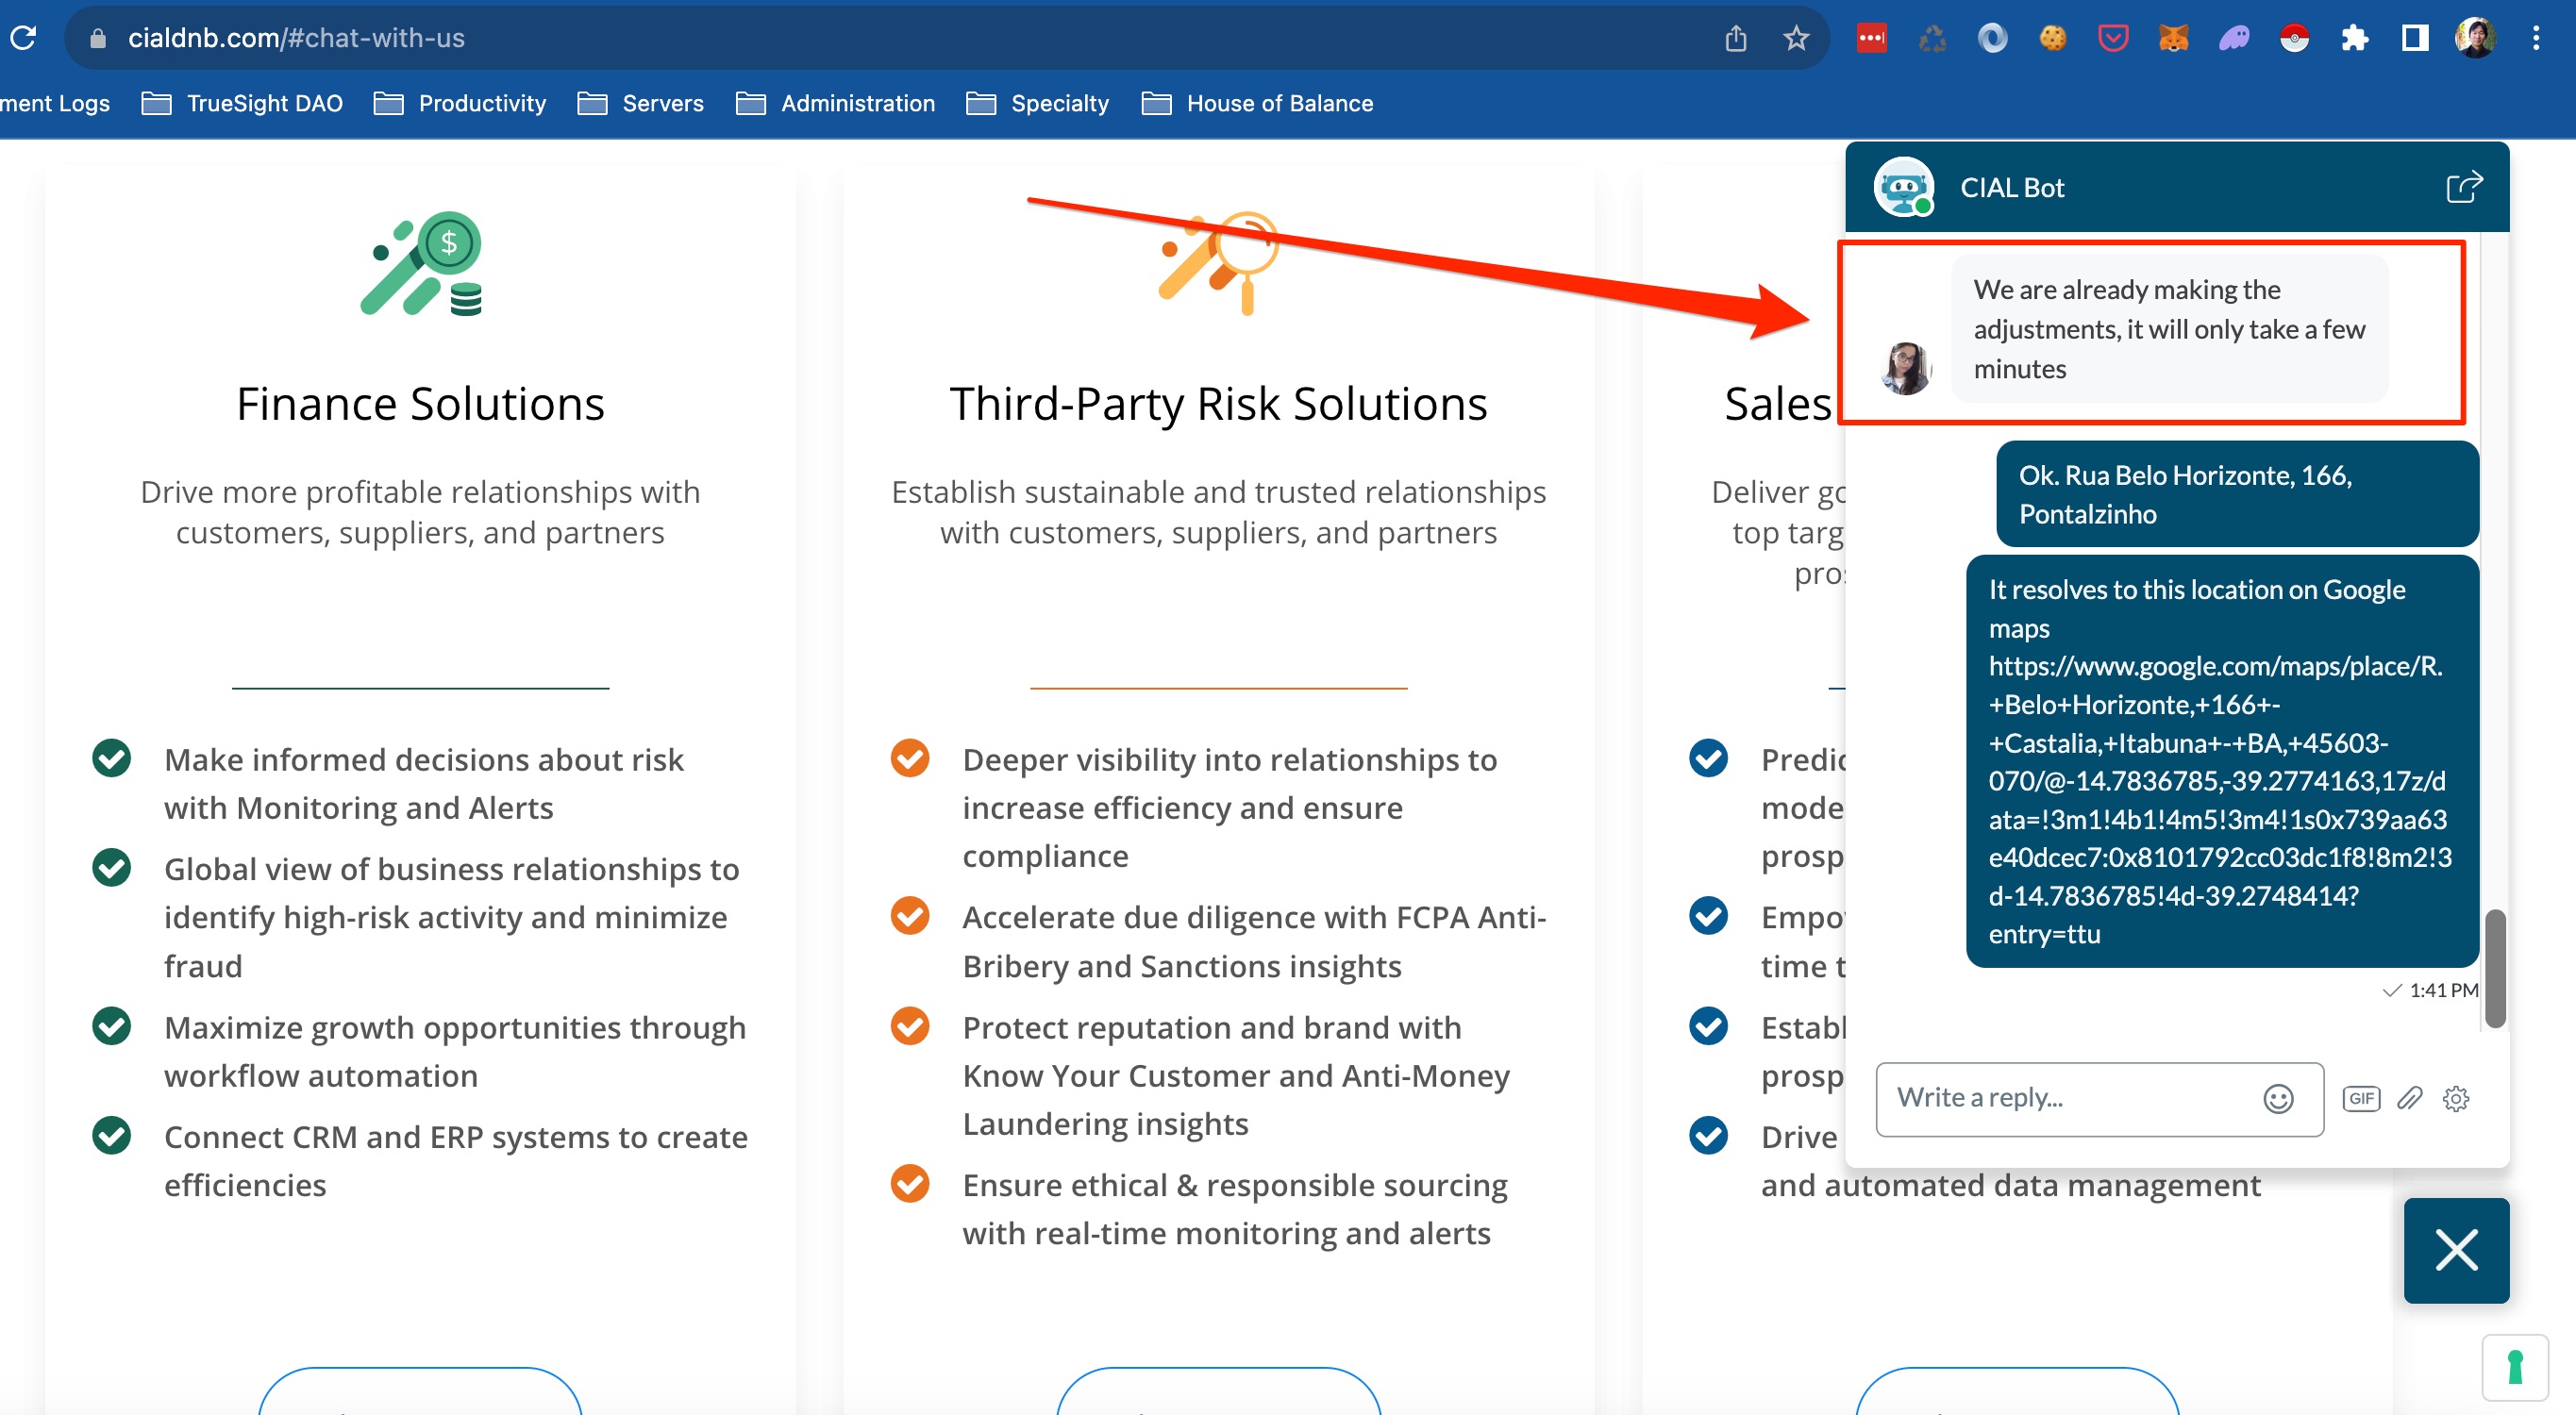 cialdnb.com/#chat-with-us
ment Logs
TrueSight DAO
Productivity
Servers
Administration
Specialty
House of Balance
$
Finance Solutions
Drive more profitable relationships with
customers, suppliers, and partners
Make informed decisions about risk
with Monitoring and Alerts
Global view of business relationships to
identify high-risk activity and minimize
fraud
Maximize growth opportunities through
workflow automation
Connect CRM and ERP systems to create
efficiencies
Third-Party Risk Solutions
Establish sustainable and trusted relationships
with customers, suppliers, and partners
Deeper visibility into relationships to
increase efficiency and ensure
compliance
Accelerate due diligence with FCPA Anti-
Bribery and Sanctions insights
Protect reputation and brand with
Know Your Customer and Anti-Money
Laundering insights
Ensure ethical & responsible sourcing
with real-time monitoring and alerts
Sales
Deliver
top targ
pros
Predic
mode
prosp
Empo
time t
Establ
prosp
Drive
and automated data management
CIAL Bot
We are already making the
adjustments, it will only take a few
minutes
Ok. Rua Belo Horizonte, 166,
Pontalzinho
It resolves to this location on Google
maps
https://www.google.com/maps/place/R.
+Belo+Horizonte,+166+-
+Castalia,+Itabuna+-+BA,+45603-
070/@-14.7836785,-39.2774163,17z/d
ata=!3m1!4b1!4m5!3m4!1s0x739aa63
e40dcec7:0x8101792cc03dc1f8!8m2!3
d-14.7836785!4d-39.2748414?
entry=ttu
1:41 PM
Write a reply...
GIF